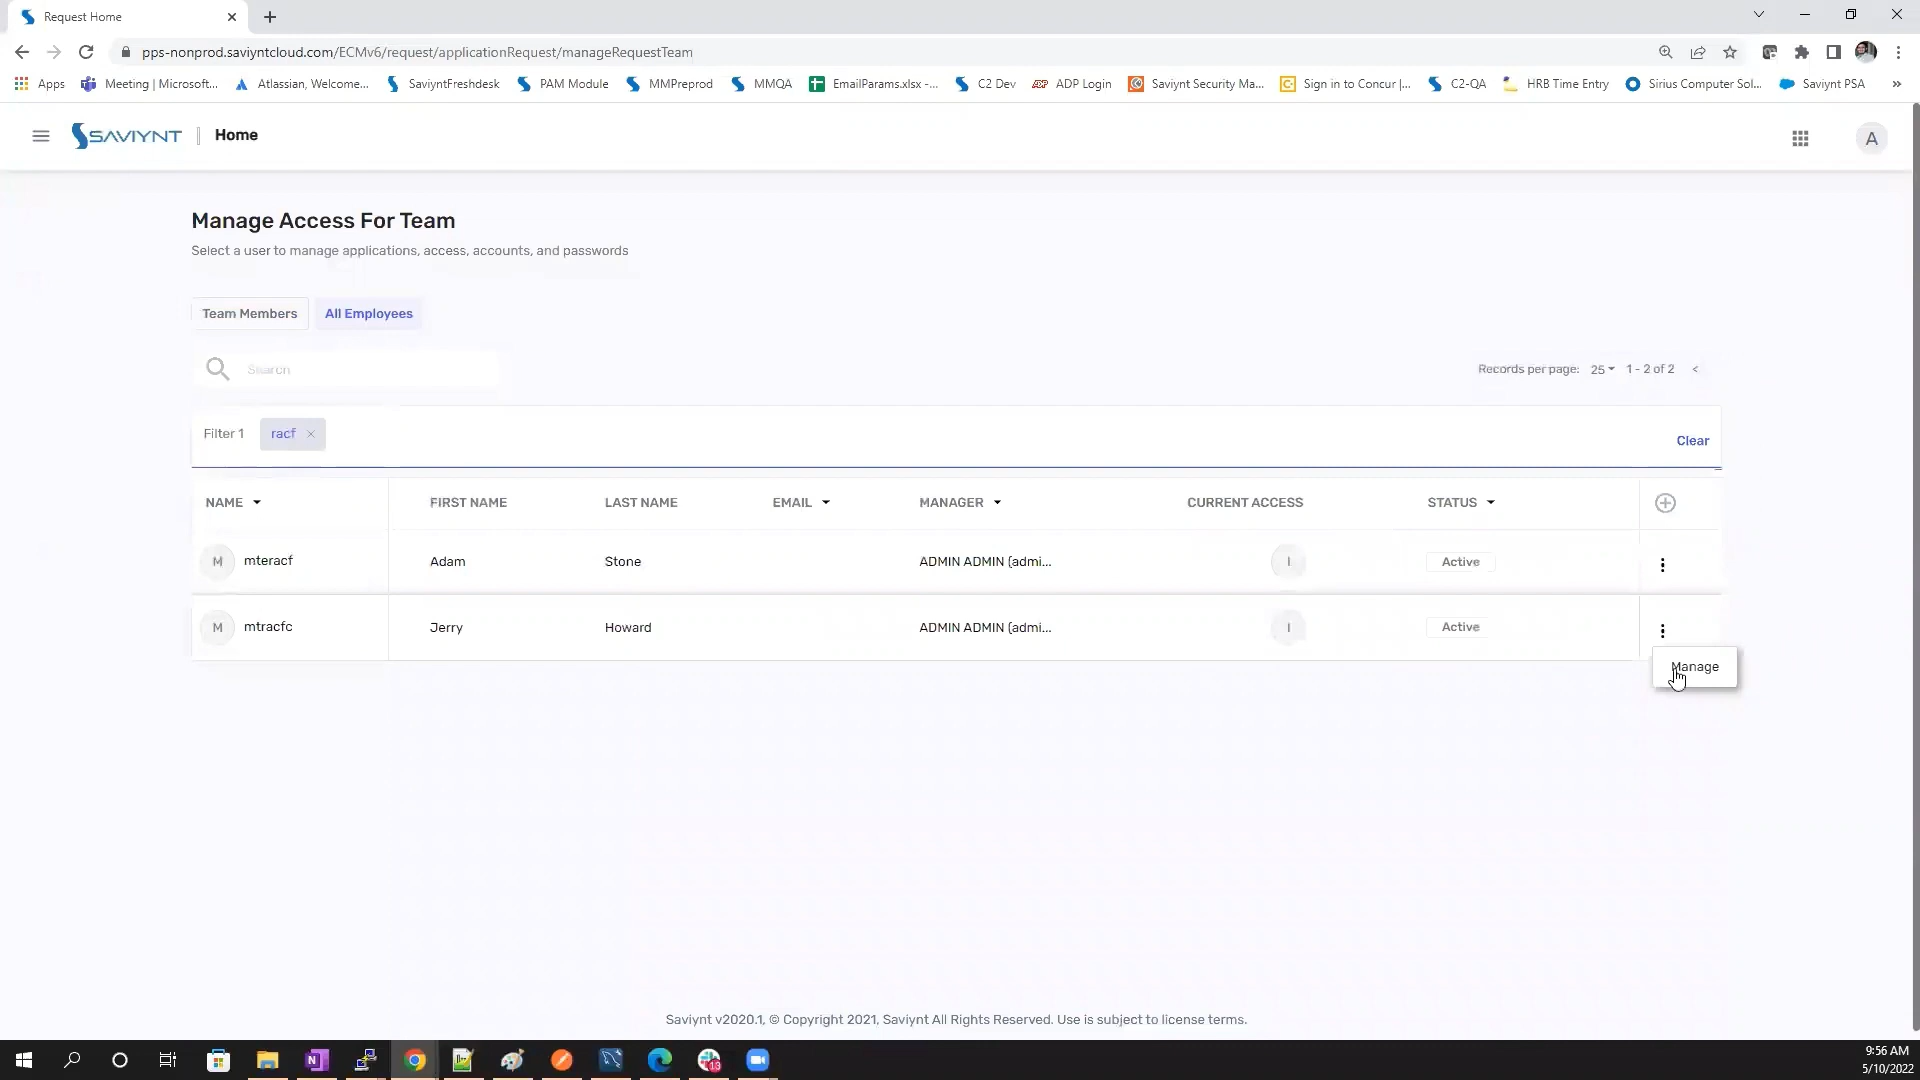 Request Home
pps-nonprod.saviyntcloud.com/ECMv6/request/applicationRequest/manageRequestTeam
Apps Meeting | Microsoft... Atlassian, Welcome... SaviyntFreshdesk PAM Module MMPreprod MMQA EmailParams.xlsx -... C2 Dev ADP Login Saviynt Security Ma... Sign in to Concur |... C2-QA HRB Time Entry Sirius Computer Sol... Saviynt PSA »
SAVIYNT | Home A
Manage Access For Team
Select a user to manage applications, access, accounts, and passwords
Team Members All Employees
Search Records per page: 25 1 - 2 of 2 <
Filter 1 racf × Clear
NAME FIRST NAME LAST NAME EMAIL MANAGER CURRENT ACCESS STATUS
M mteracf Adam Stone ADMIN ADMIN (admi... I Active
M mtracfc Jerry Howard ADMIN ADMIN (admi... I Active
Manage
Saviynt v2020.1, © Copyright 2021, Saviynt All Rights Reserved. Use is subject to license terms.
9:56 AM
5/10/2022